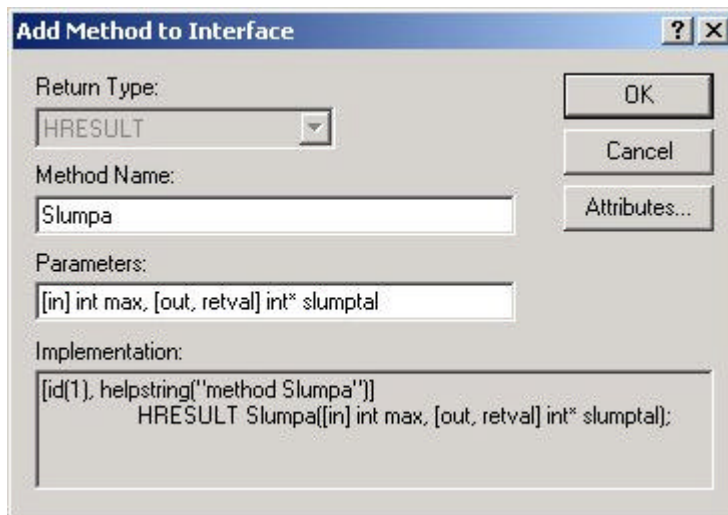 Add Method to Interface
Return Type:
HRESULT
OK
Cancel
Method Name:
Slumpa
Attributes...
Parameters:
[in] int max, [out, retval] int* slumptal
Implementation:
[id(1), helpstring("method Slumpa")]
HRESULT Slumpa([in] int max, [out, retval] int* slumptal);